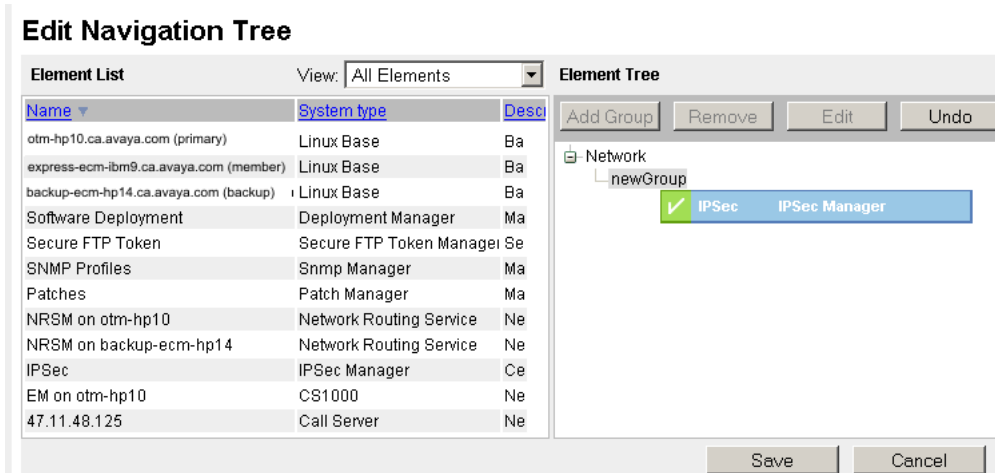 Edit Navigation Tree
Element List View: All Elements
Name System type Descr
otm-hp10.ca.avaya.com (primary) Linux Base Ba
express-ecm-ibm9.ca.avaya.com (member) Linux Base Ba
backup-ecm-hp14.ca.avaya.com (backup) Linux Base Ba
Software Deployment Deployment Manager Ma
Secure FTP Token Secure FTP Token Manager Se
SNMP Profiles Snmp Manager Ma
Patches Patch Manager Ma
NRSM on otm-hp10 Network Routing Service Ne
NRSM on backup-ecm-hp14 Network Routing Service Ne
IPSec IPSec Manager Ce
EM on otm-hp10 CS1000 Ne
47.11.48.125 Call Server Ne
Element Tree
Add Group Remove Edit Undo
Network
newGroup
IPSec IPSec Manager
Save Cancel